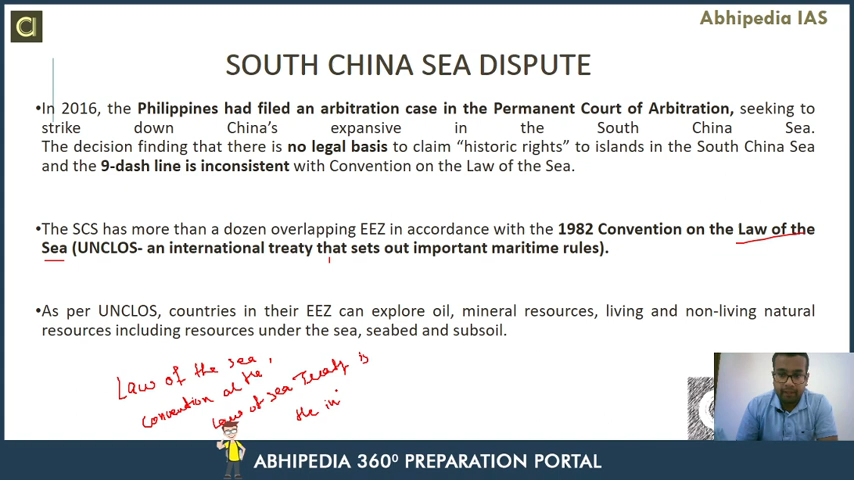 Abhipedia IAS
SOUTH CHINA SEA DISPUTE
•In 2016, the Philippines had filed an arbitration case in the Permanent Court of Arbitration, seeking to
strike down China's expansive in the South China Sea.
The decision finding that there is no legal basis to claim “historic rights” to islands in the South China Sea
and the 9-dash line is inconsistent with Convention on the Law of the Sea.
•The SCS has more than a dozen overlapping EEZ in accordance with the 1982 Convention on the Law of the
Sea (UNCLOS- an international treaty that sets out important maritime rules).
•As per UNCLOS, countries in their EEZ can explore oil, mineral resources, living and non-living natural
resources including resources under the sea, seabed and subsoil.
Law of the sea,
convention of the
Law of sea Treaty is
the in
ABHIPEDIA 360⁰ PREPARATION PORTAL